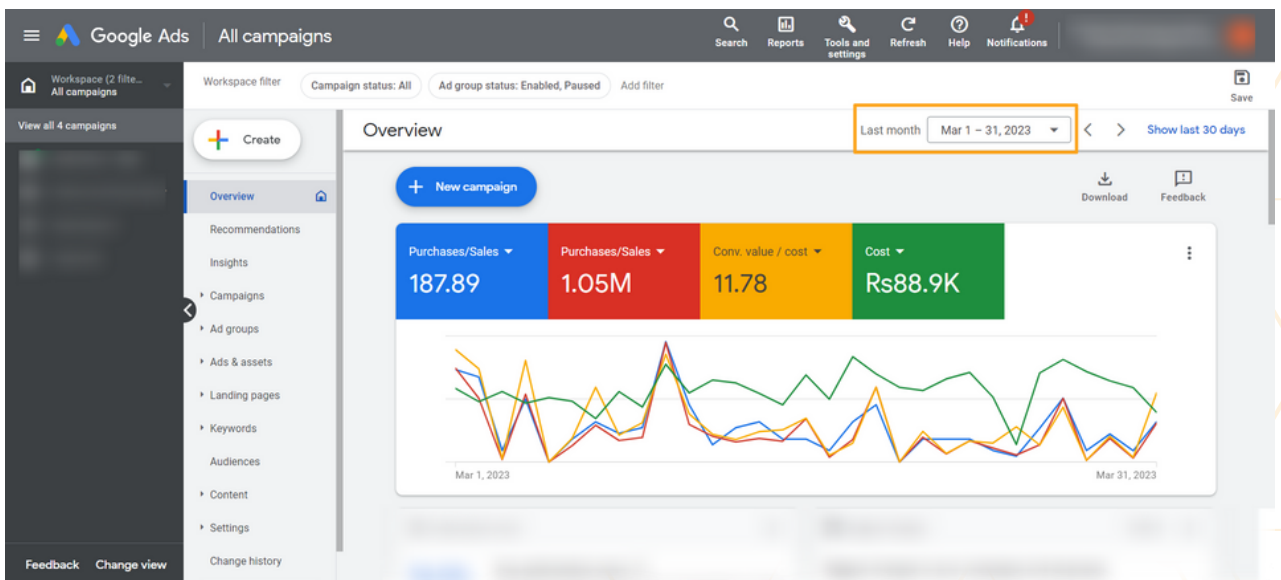 Google Ads All campaigns
Search Reports Tools and settings Refresh Help Notifications
Workspace (2 filte...
All campaigns
Workspace filter Campaign status: All Ad group status: Enabled, Paused Add filter
Save
View all 4 campaigns
Create
Overview
Last month Mar 1 – 31, 2023 Show last 30 days
New campaign
Download Feedback
Overview
Recommendations
Insights
Campaigns
Ad groups
Ads & assets
Landing pages
Keywords
Audiences
Content
Settings
Change history
Purchases/Sales Purchases/Sales Conv. value / cost Cost
187.89 1.05M 11.78 Rs88.9K
Mar 1, 2023 Mar 31, 2023
Feedback Change view